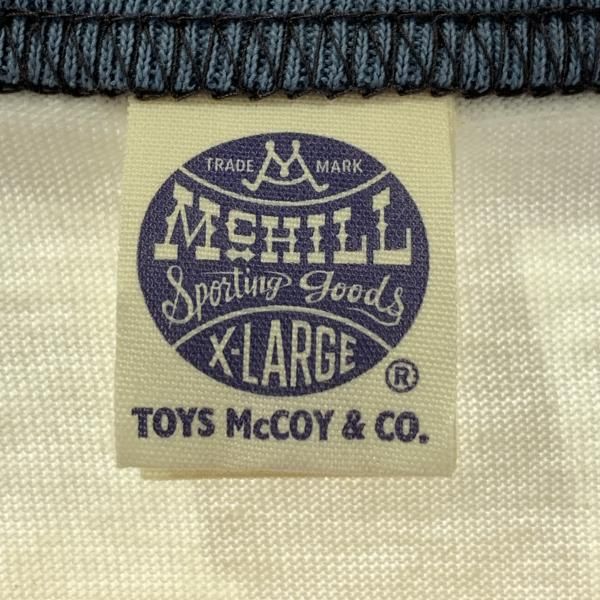 TRADE M MARK
McHILL
Sporting goods
X-LARGE
®
TOYS McCOY & CO.